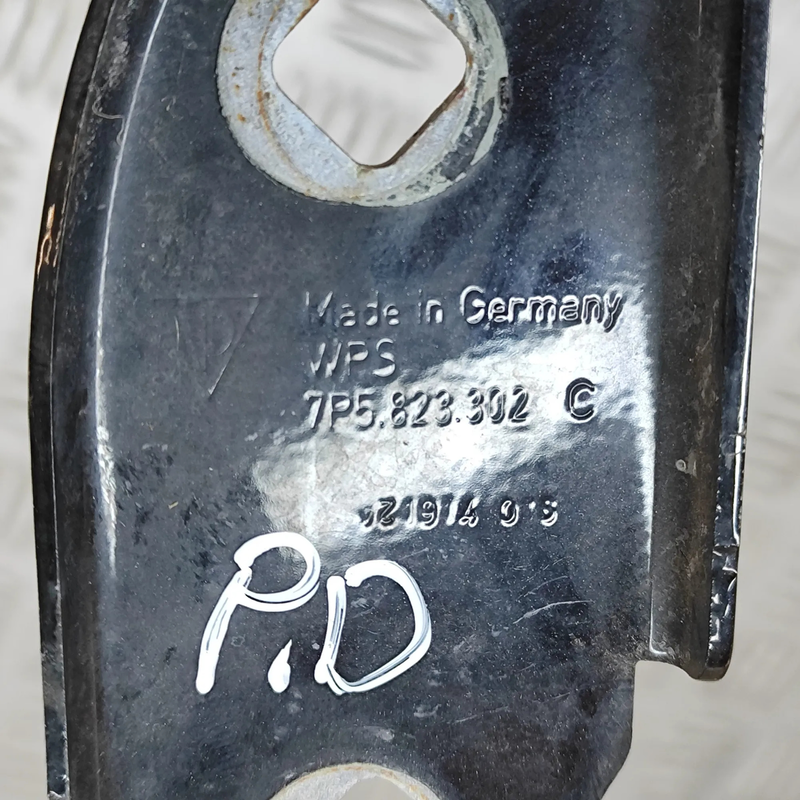 Made in Germany
WPS
7P5.823.302 C
P.D